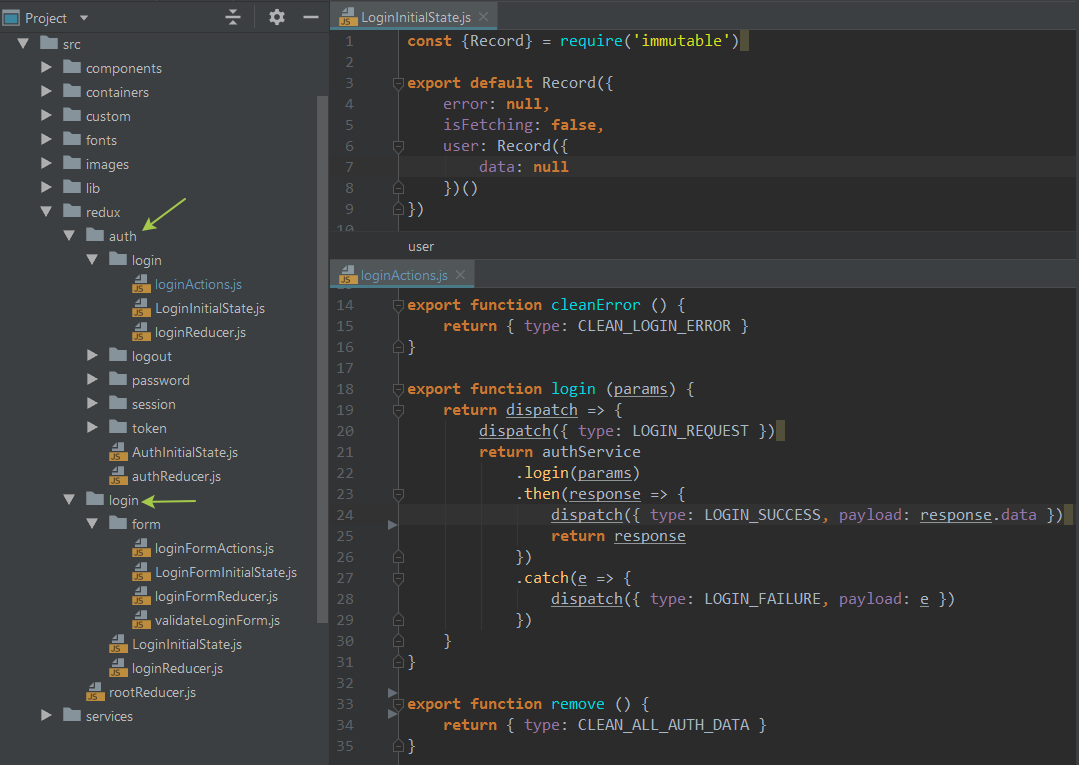 Project
src
components
containers
custom
fonts
images
lib
redux
auth
login
JS loginActions.js
JS LoginInitialState.js
JS loginReducer.js
logout
password
session
token
JS AuthInitialState.js
JS authReducer.js
login
form
JS loginFormActions.js
JS LoginFormInitialState.js
JS loginFormReducer.js
JS validateLoginForm.js
JS LoginInitialState.js
JS loginReducer.js
JS rootReducer.js
services
JS LoginInitialState.js
1 const {Record} = require('immutable')
2
3 export default Record({
4 error: null,
5 isFetching: false,
6 user: Record({
7 data: null
8 })()
9 })
10
user
JS loginActions.js
14 export function cleanError () {
15 return { type: CLEAN_LOGIN_ERROR }
16 }
17
18 export function login (params) {
19 return dispatch => {
20 dispatch({ type: LOGIN_REQUEST })
21 return authService
22 .login(params)
23 .then(response => {
24 dispatch({ type: LOGIN_SUCCESS, payload: response.data })
25 return response
26 })
27 .catch(e => {
28 dispatch({ type: LOGIN_FAILURE, payload: e })
29 })
30 }
31 }
32
33 export function remove () {
34 return { type: CLEAN_ALL_AUTH_DATA }
35 }